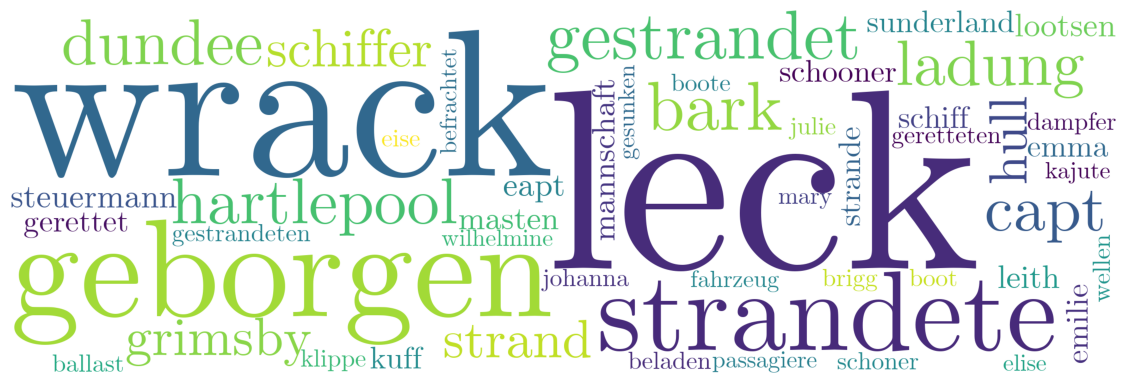 dundee
schiffer
gestrandet
sunderland
lootsen
wrack
befrachtet
eise
schooner
ladung
boote
bark
julie
mannschaft
gesunken
leck
schiff
geretteten
hull
dampfer
emma
kajute
steuermann
gerettet
hartlepool
eapt
masten
gestrandeten
wilhelmine
mary
strande
capt
geborgen
johanna
fahrzeug
brigg
boot
leith
wellen
strandete
emilie
grimsby
strand
ballast
klippe
kuff
beladen
passagiere
schoner
elise